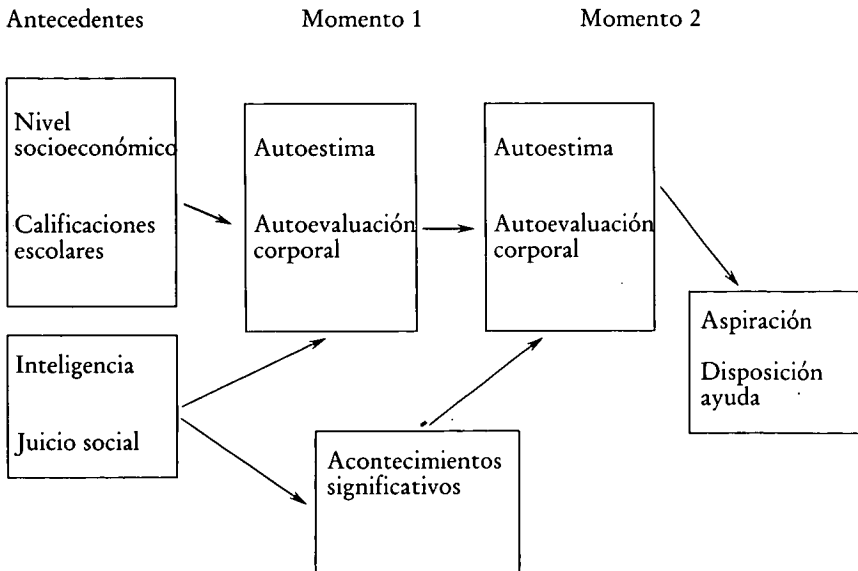 Antecedentes
Momento 1
Momento 2
Nivel
socioeconómico
Calificaciones
escolares
Autoestima
Autoevaluación
corporal
Autoestima
Autoevaluación
corporal
Aspiración
Disposición
ayuda
Inteligencia
Juicio social
Acontecimientos
significativos